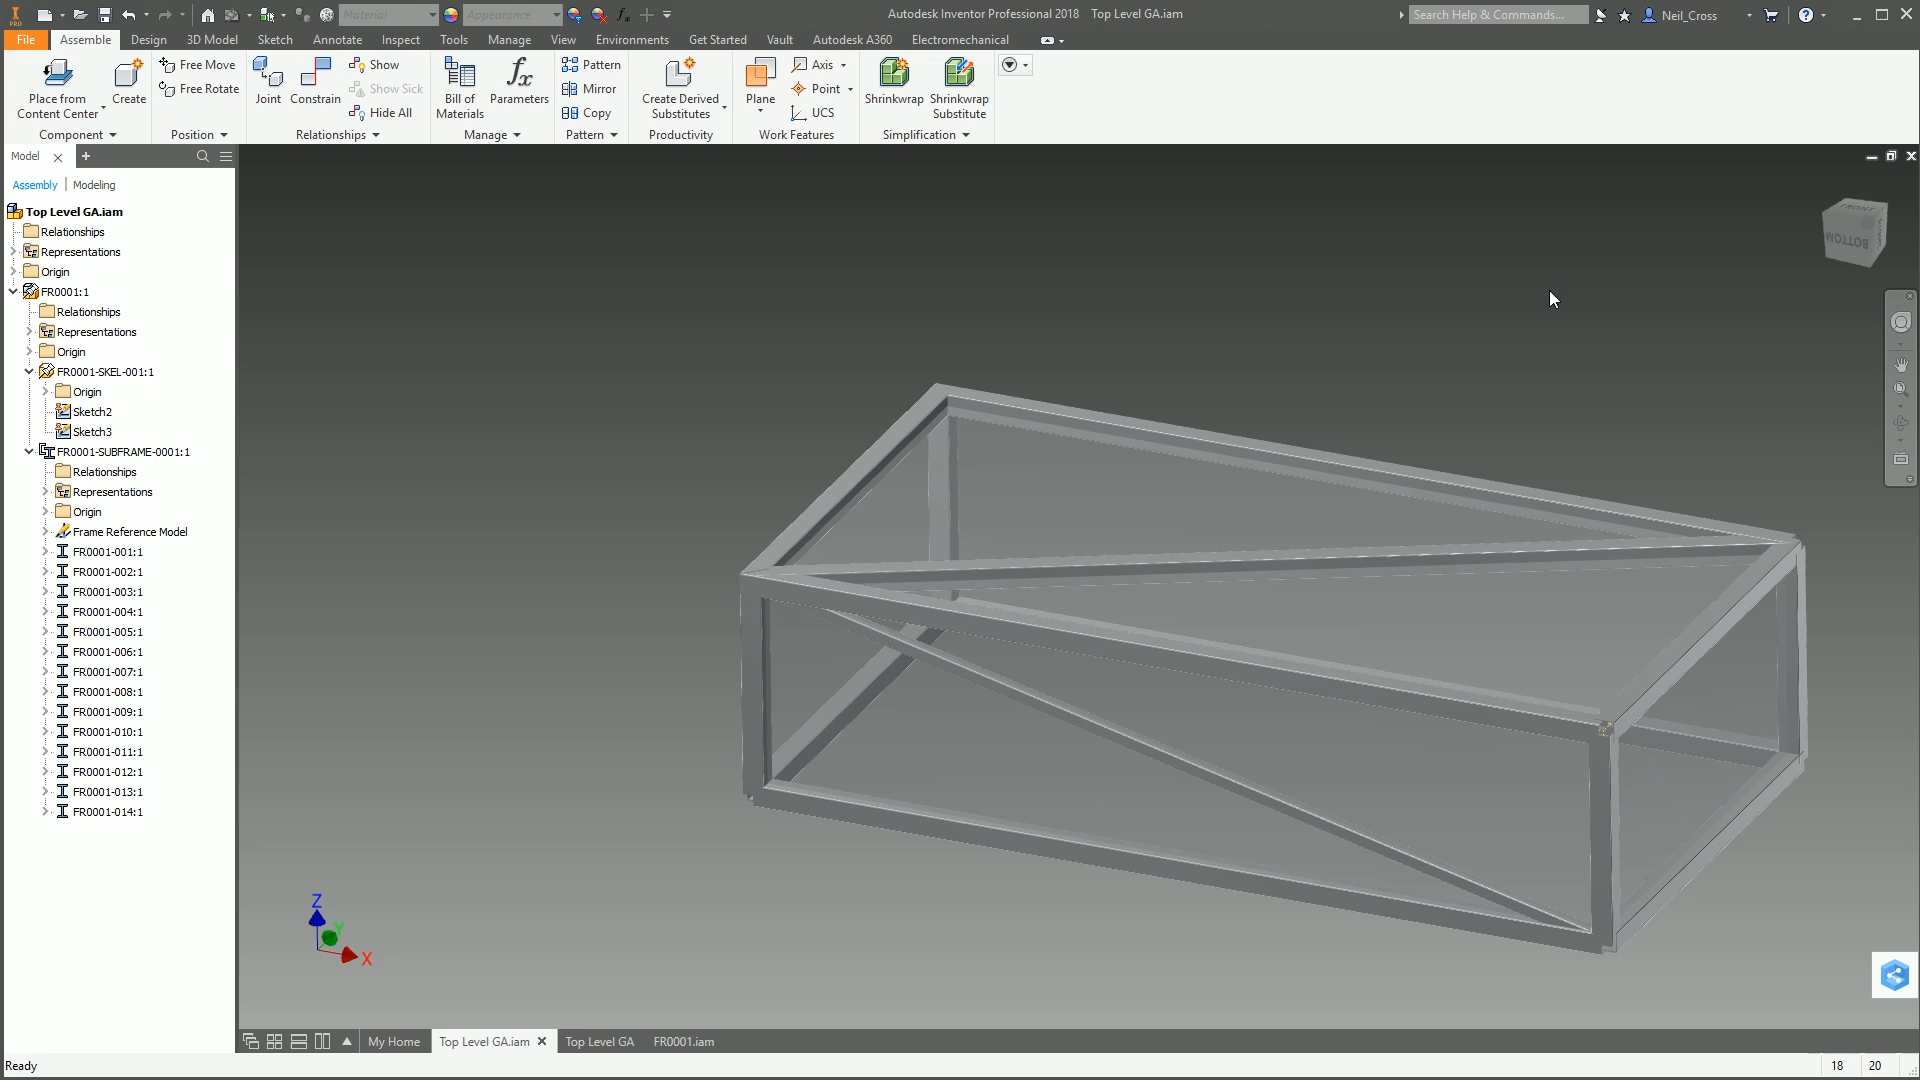 PRO Material Appearance fx Autodesk Inventor Professional 2018 Top Level GA.iam Search Help & Commands... Neil_Cross
File Assemble Design 3D Model Sketch Annotate Inspect Tools Manage View Environments Get Started Vault Autodesk A360 Electromechanical
Place from Content Center
Create
Component
Free Move
Free Rotate
Position
Joint
Constrain
Show
Show Sick
Hide All
Relationships
Bill of Materials
fx
Parameters
Manage
Pattern
Mirror
Copy
Pattern
Create Derived Substitutes
Productivity
Plane
Axis
Point
UCS
Work Features
Shrinkwrap
Shrinkwrap Substitute
Simplification
Model
Assembly | Modeling
Top Level GA.iam
Relationships
Representations
Origin
FR0001:1
Relationships
Representations
Origin
FR0001-SKEL-001:1
Origin
Sketch2
Sketch3
FR0001-SUBFRAME-0001:1
Relationships
Representations
Origin
Frame Reference Model
FR0001-001:1
FR0001-002:1
FR0001-003:1
FR0001-004:1
FR0001-005:1
FR0001-006:1
FR0001-007:1
FR0001-008:1
FR0001-009:1
FR0001-010:1
FR0001-011:1
FR0001-012:1
FR0001-013:1
FR0001-014:1
FRONT
BOTTOM
Z
Y
X
My Home Top Level GA.iam Top Level GA FR0001.iam
Ready 18 20